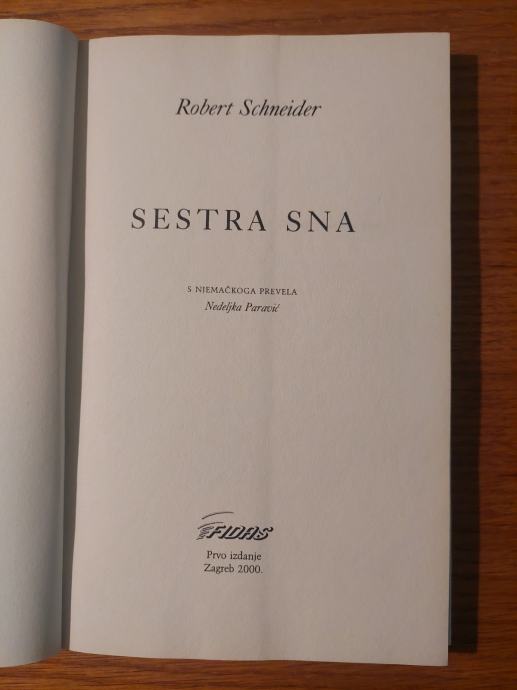 Robert Schneider
SESTRA SNA
S NJEMAČKOGA PREVELA
Nedeljka Paravić
FIDAS
Prvo izdanje
Zagreb 2000.